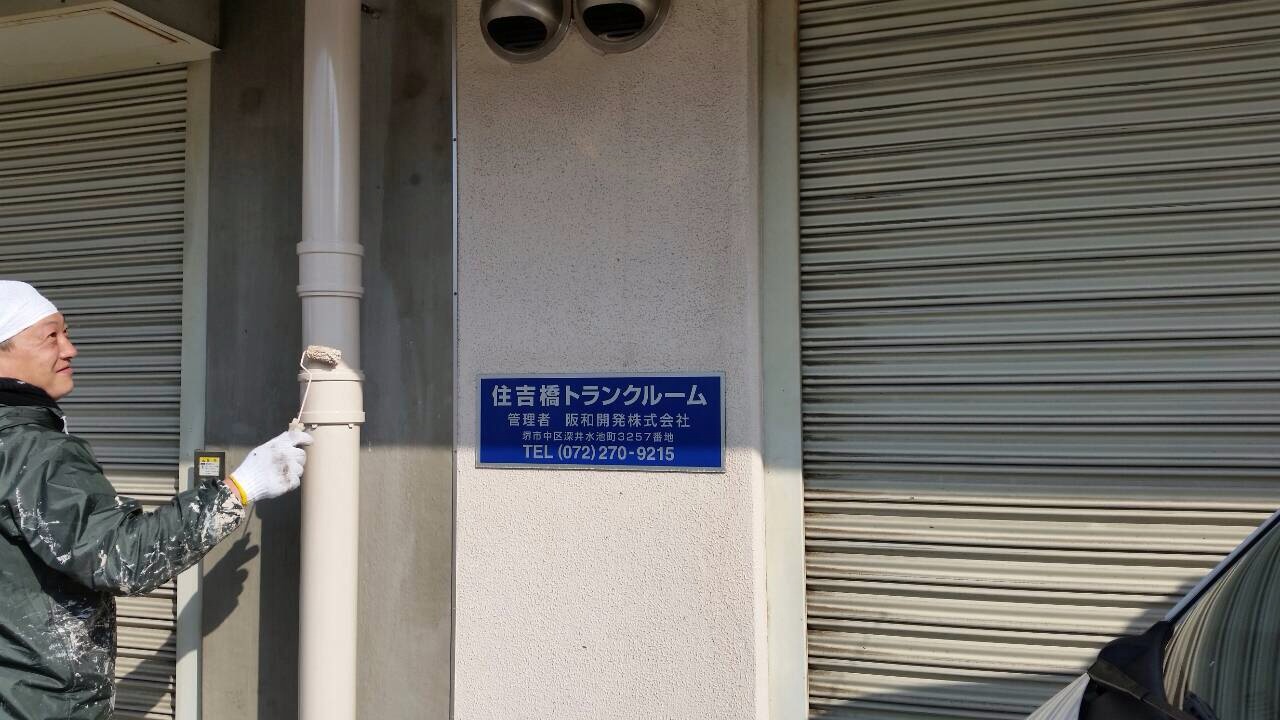 住吉橋トランクルーム
管理者 阪和開発株式会社
堺市中区深井水池町3257番地
TEL (072) 270-9215